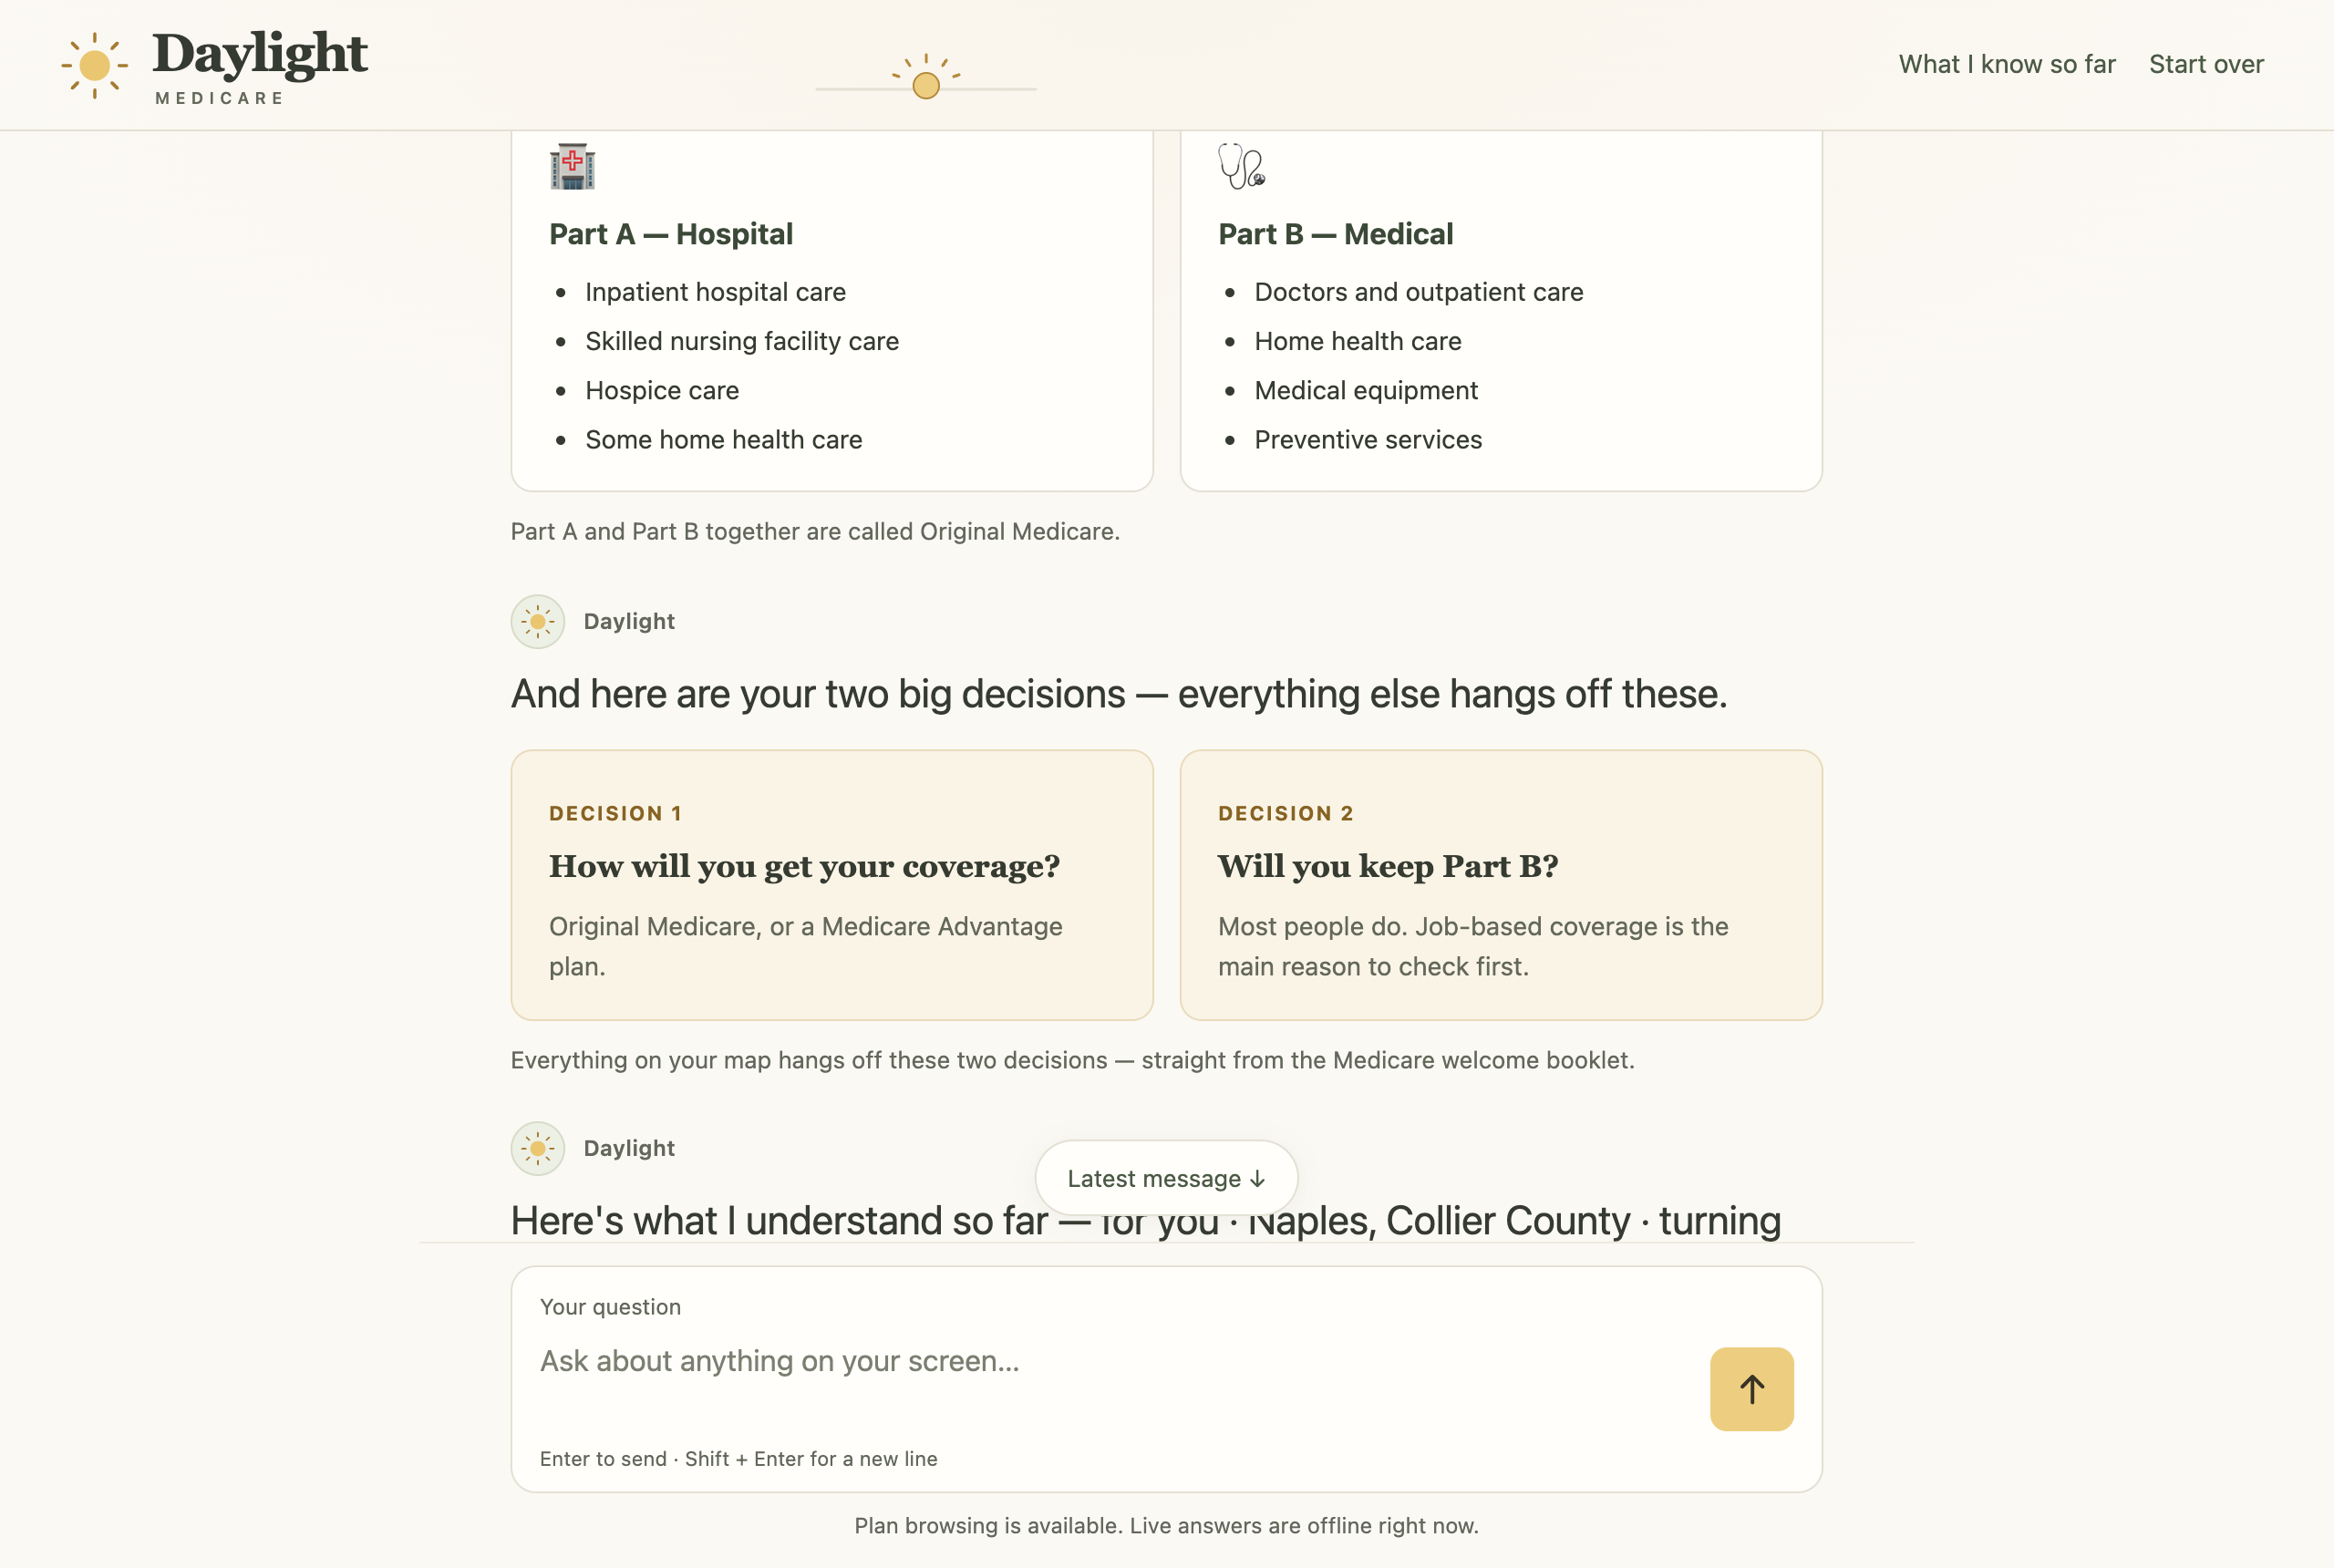 Daylight
MEDICARE
What I know so far
Start over
Part A — Hospital
• Inpatient hospital care
• Skilled nursing facility care
• Hospice care
• Some home health care
Part B — Medical
• Doctors and outpatient care
• Home health care
• Medical equipment
• Preventive services
Part A and Part B together are called Original Medicare.
Daylight
And here are your two big decisions — everything else hangs off these.
DECISION 1
How will you get your coverage?
Original Medicare, or a Medicare Advantage
plan.
DECISION 2
Will you keep Part B?
Most people do. Job-based coverage is the
main reason to check first.
Everything on your map hangs off these two decisions — straight from the Medicare welcome booklet.
Daylight
Latest message ↓
Here's what I understand so far — for you · Naples, Collier County · turning
Your question
Ask about anything on your screen...
↑
Enter to send · Shift + Enter for a new line
Plan browsing is available. Live answers are offline right now.